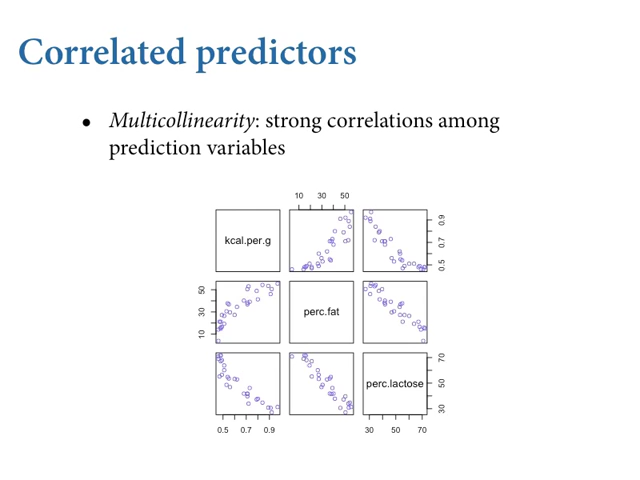 Correlated predictors
• Multicollinearity: strong correlations among
prediction variables
10 30 50
kcal.per.g
0.5 0.7 0.9
10 30 50
perc.fat
perc.lactose
30 50 70
0.5 0.7 0.9
30 50 70